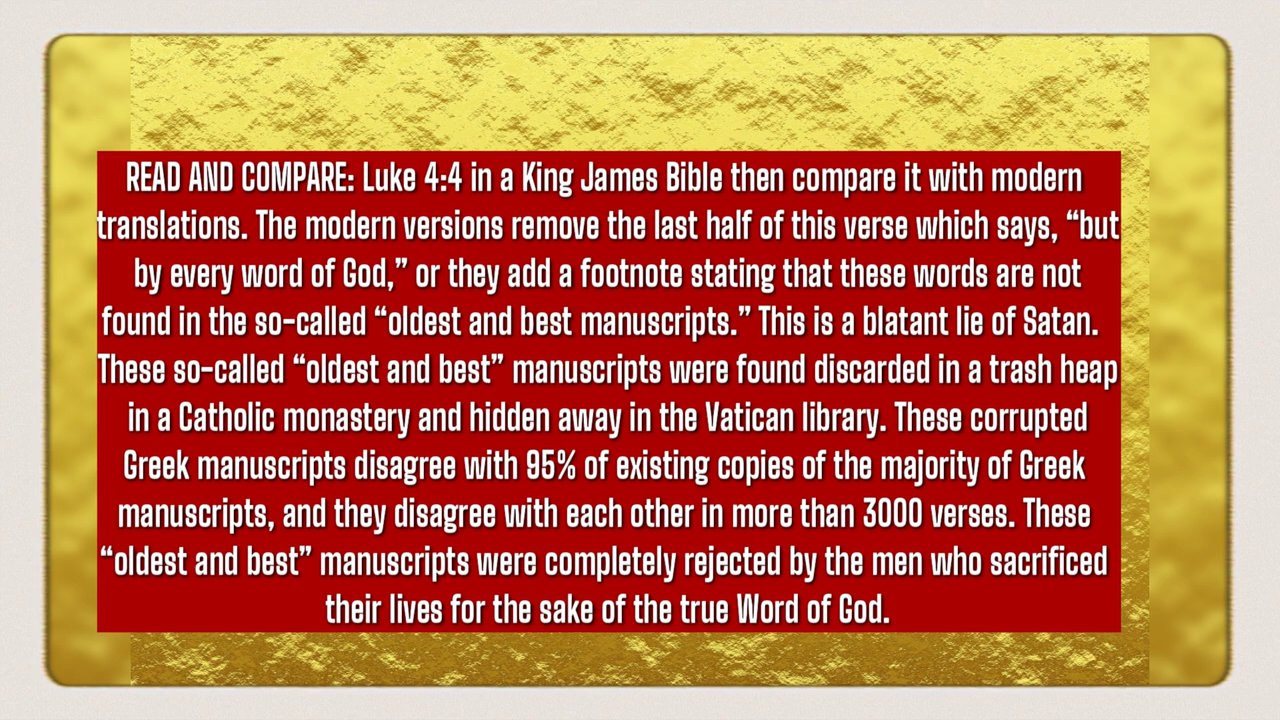 READ AND COMPARE: Luke 4:4 in a King James Bible then compare it with modern
translations. The modern versions remove the last half of this verse which says, “but
by every word of God,” or they add a footnote stating that these words are not
found in the so-called “oldest and best manuscripts.” This is a blatant lie of Satan.
These so-called “oldest and best” manuscripts were found discarded in a trash heap
in a Catholic monastery and hidden away in the Vatican library. These corrupted
Greek manuscripts disagree with 95% of existing copies of the majority of Greek
manuscripts, and they disagree with each other in more than 3000 verses. These
“oldest and best” manuscripts were completely rejected by the men who sacrificed
their lives for the sake of the true Word of God.